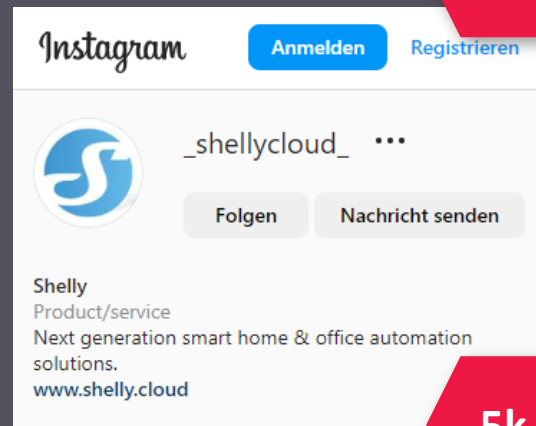 Instagram
Anmelden
Registrieren
_shellycloud_ •••
Folgen
Nachricht senden
Shelly
Product/service
Next generation smart home & office automation
solutions.
www.shelly.cloud
5k